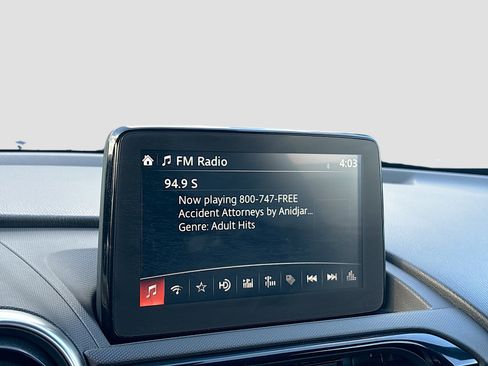 FM Radio 4:03
94.9 S
Now playing 800-747-FREE
Accident Attorneys by Anidjar...
Genre: Adult Hits